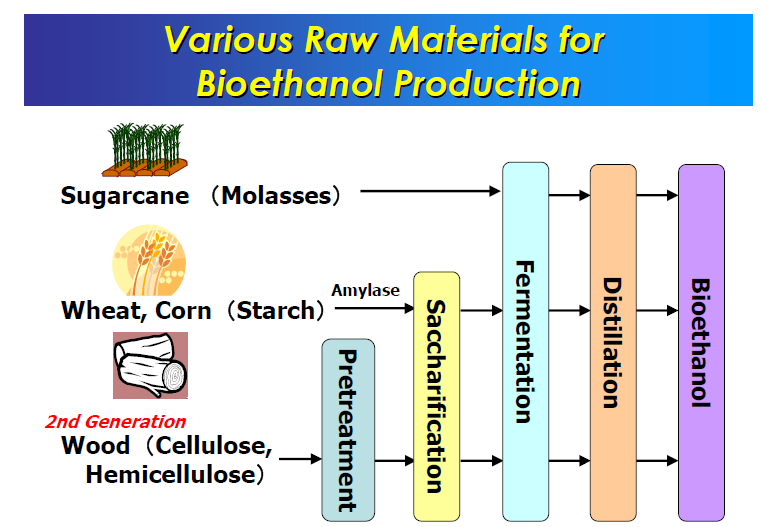 Various Raw Materials for
Bioethanol Production
Sugarcane （Molasses）
Wheat, Corn（Starch）
Amylase
2nd Generation
Wood（Cellulose,
Hemicellulose）
Pretreatment
Saccharification
Fermentation
Distillation
Bioethanol